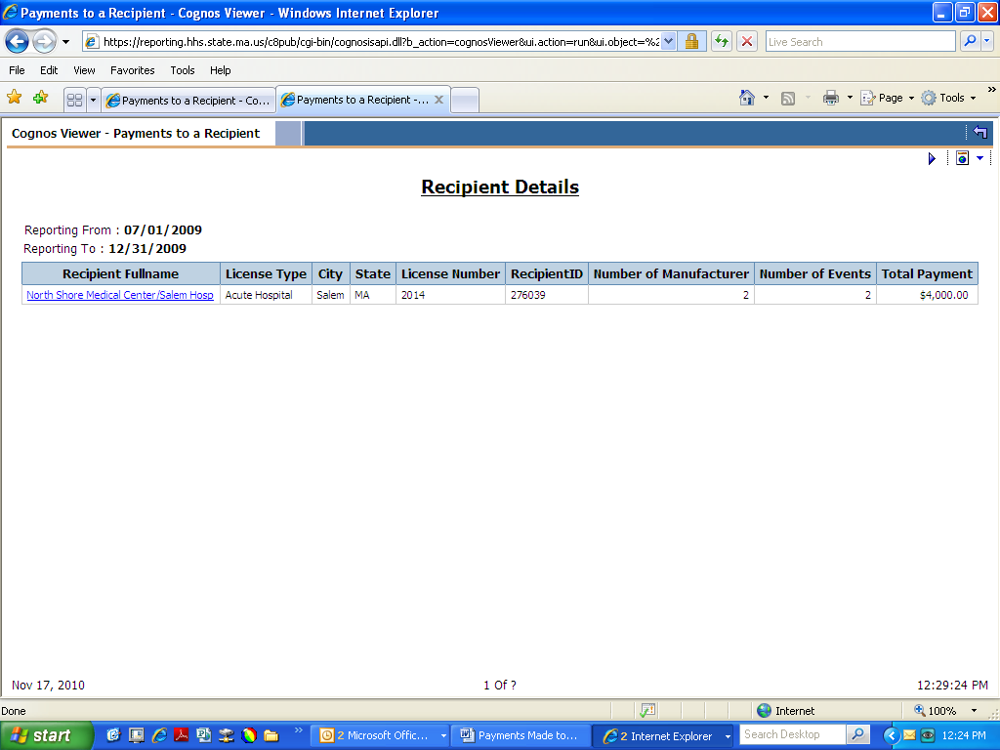 Payments to a Recipient - Cognos Viewer - Windows Internet Explorer
https://reporting.hhs.state.ma.us/c8pub/cgi-bin/cognosisapi.dll?b_action=cognosViewer&ui.action=run&ui.object=%2 Live Search
File Edit View Favorites Tools Help
Payments to a Recipient - Co... Payments to a Recipient -... Page Tools »
Cognos Viewer - Payments to a Recipient
Recipient Details
Reporting From : 07/01/2009
Reporting To : 12/31/2009
Recipient Fullname License Type City State License Number RecipientID Number of Manufacturer Number of Events Total Payment
North Shore Medical Center/Salem Hosp Acute Hospital Salem MA 2014 276039 2 2 $4,000.00
Nov 17, 2010 1 Of ? 12:29:24 PM
Done Internet 100%
start » 2 Microsoft Offic... Payments Made to... 2 Internet Explorer Search Desktop 12:24 PM